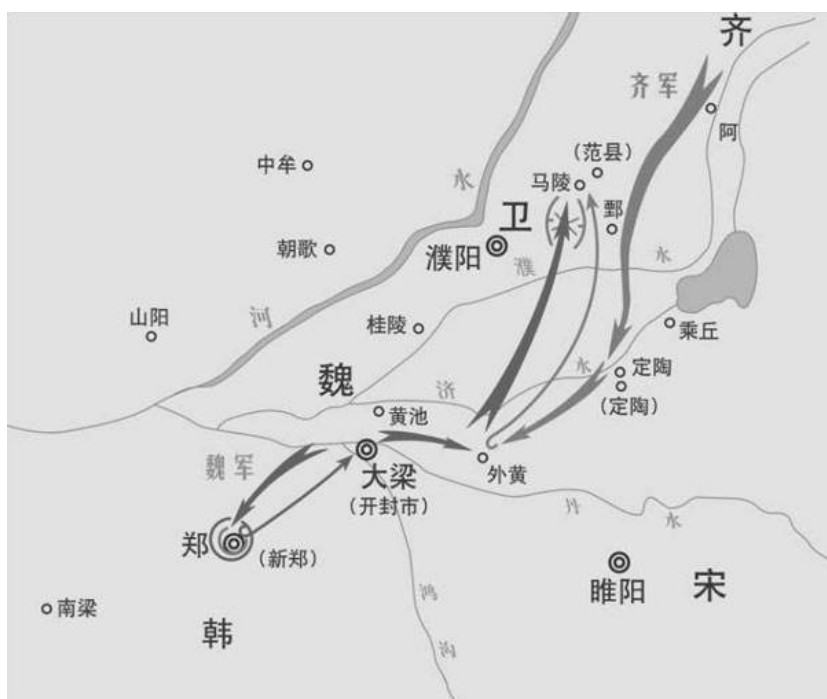 齐
齐军
阿
(范县)
中牟
马陵
水
鄄
卫
朝歌
濮阳
濮
水
河
山阳
桂陵
乘丘
魏
水
定陶
(定陶)
济
黄池
魏军
大梁
(开封市)
外黄
丹
水
郑
(新郑)
睢阳
宋
南梁
鸿
沟
韩